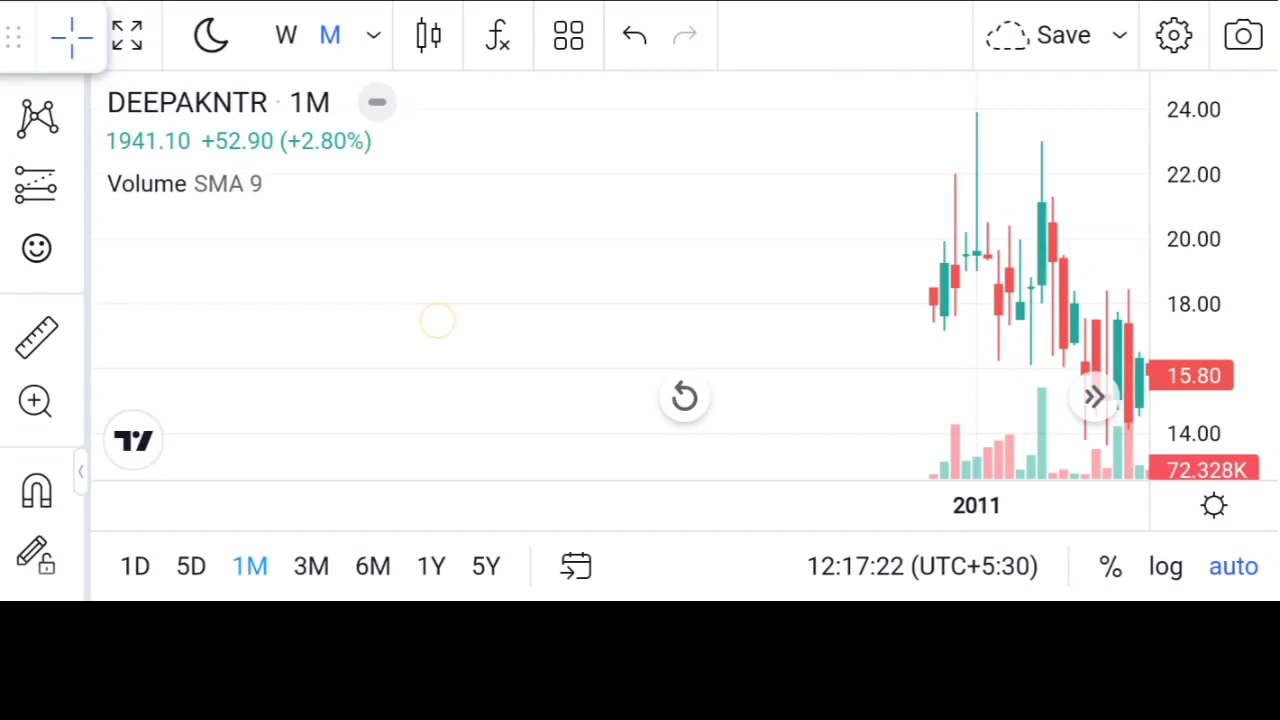 W M Save
DEEPAKNTR · 1M
1941.10 +52.90 (+2.80%)
Volume SMA 9
24.00
22.00
20.00
18.00
15.80
14.00
72.328K
2011
1D 5D 1M 3M 6M 1Y 5Y 12:17:22 (UTC+5:30) % log auto